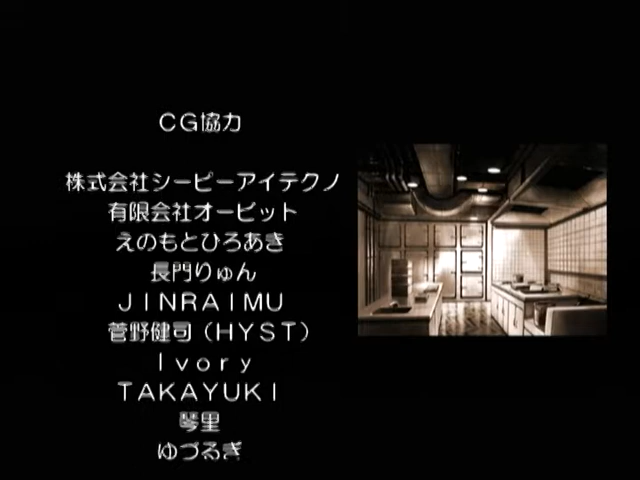 ＣＧ協力
株式会社シーピーアイテクノ
有限会社オービット
えのもとひろあき
長門りゅん
ＪＩＮＲＡＩＭＵ
菅野健司（ＨＹＳＴ）
Ｉｖｏｒｙ
ＴＡＫＡＹＵＫＩ
琴里
ゆづるぎ